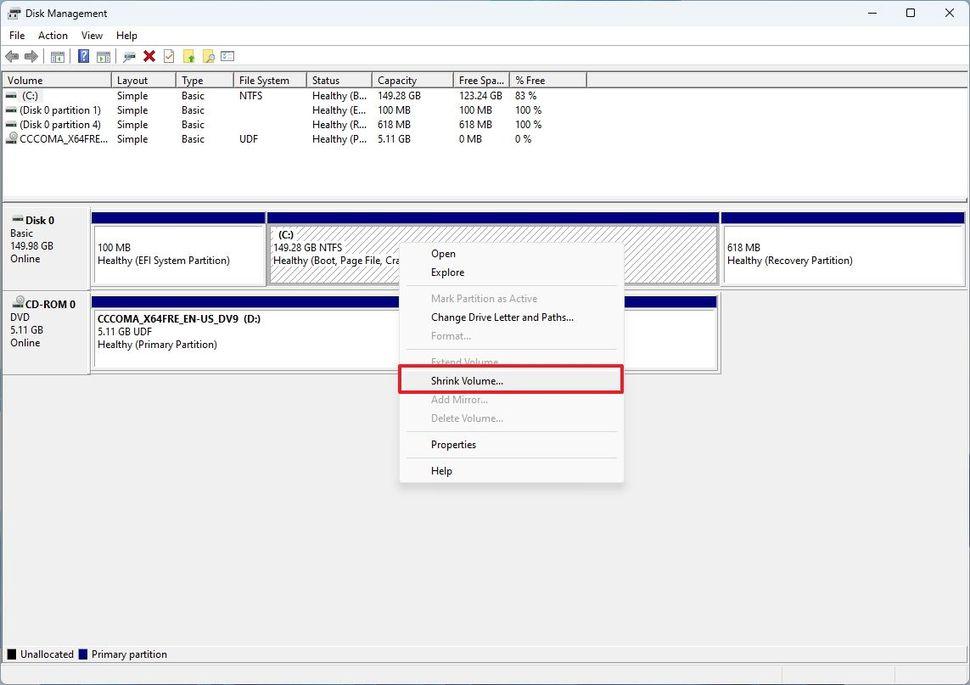 Disk Management
File Action View Help
Volume Layout Type File System Status Capacity Free Spa... % Free
(C:) Simple Basic NTFS Healthy (B... 149.28 GB 123.24 GB 83 %
(Disk 0 partition 1) Simple Basic Healthy (E... 100 MB 100 MB 100 %
(Disk 0 partition 4) Simple Basic Healthy (R... 618 MB 618 MB 100 %
CCCOMA_X64FRE... Simple Basic UDF Healthy (P... 5.11 GB 0 MB 0 %
Disk 0
Basic
149.98 GB
Online
100 MB
Healthy (EFI System Partition)
(C:)
149.28 GB NTFS
Healthy (Boot, Page File, Cra
618 MB
Healthy (Recovery Partition)
CD-ROM 0
DVD
5.11 GB
Online
CCCOMA_X64FRE_EN-US_DV9 (D:)
5.11 GB UDF
Healthy (Primary Partition)
Open
Explore
Mark Partition as Active
Change Drive Letter and Paths...
Format...
Extend Volume...
Shrink Volume...
Add Mirror...
Delete Volume...
Properties
Help
Unallocated Primary partition